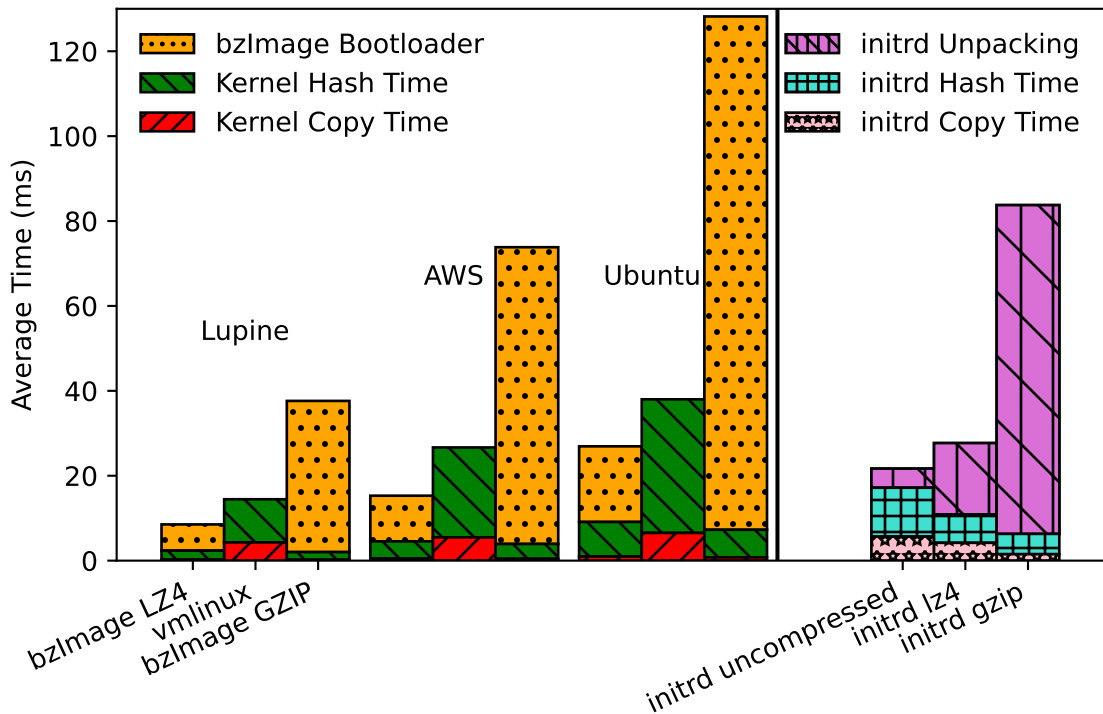 bzImage Bootloader
Kernel Hash Time
Kernel Copy Time
initrd Unpacking
initrd Hash Time
initrd Copy Time
Average Time (ms)
120
100
80
60
40
20
0
Lupine
AWS
Ubuntu
bzImage LZ4
vmlinux
bzImage GZIP
initrd uncompressed
initrd lz4
initrd gzip